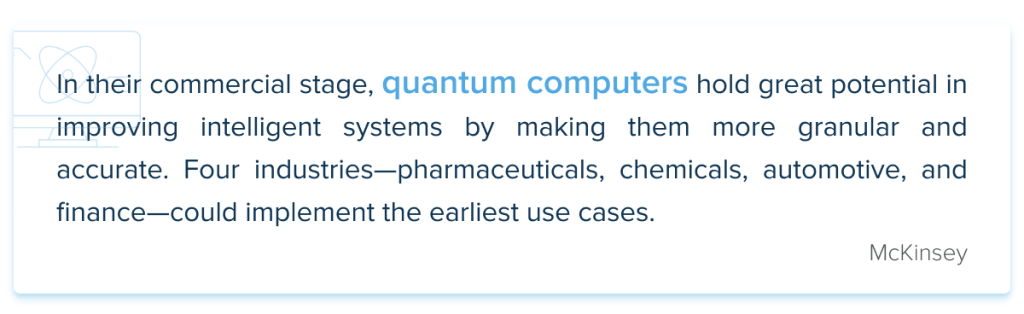 In their commercial stage, quantum computers hold great potential in
improving intelligent systems by making them more granular and
accurate. Four industries—pharmaceuticals, chemicals, automotive, and
finance—could implement the earliest use cases.
McKinsey